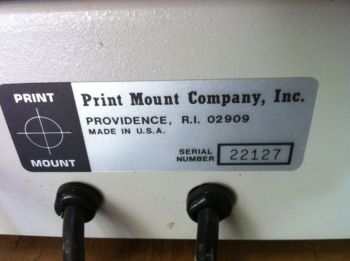 PRINT
MOUNT
Print Mount Company, Inc.
PROVIDENCE, R.I. 02909
MADE IN U.S.A.
SERIAL
NUMBER 22127